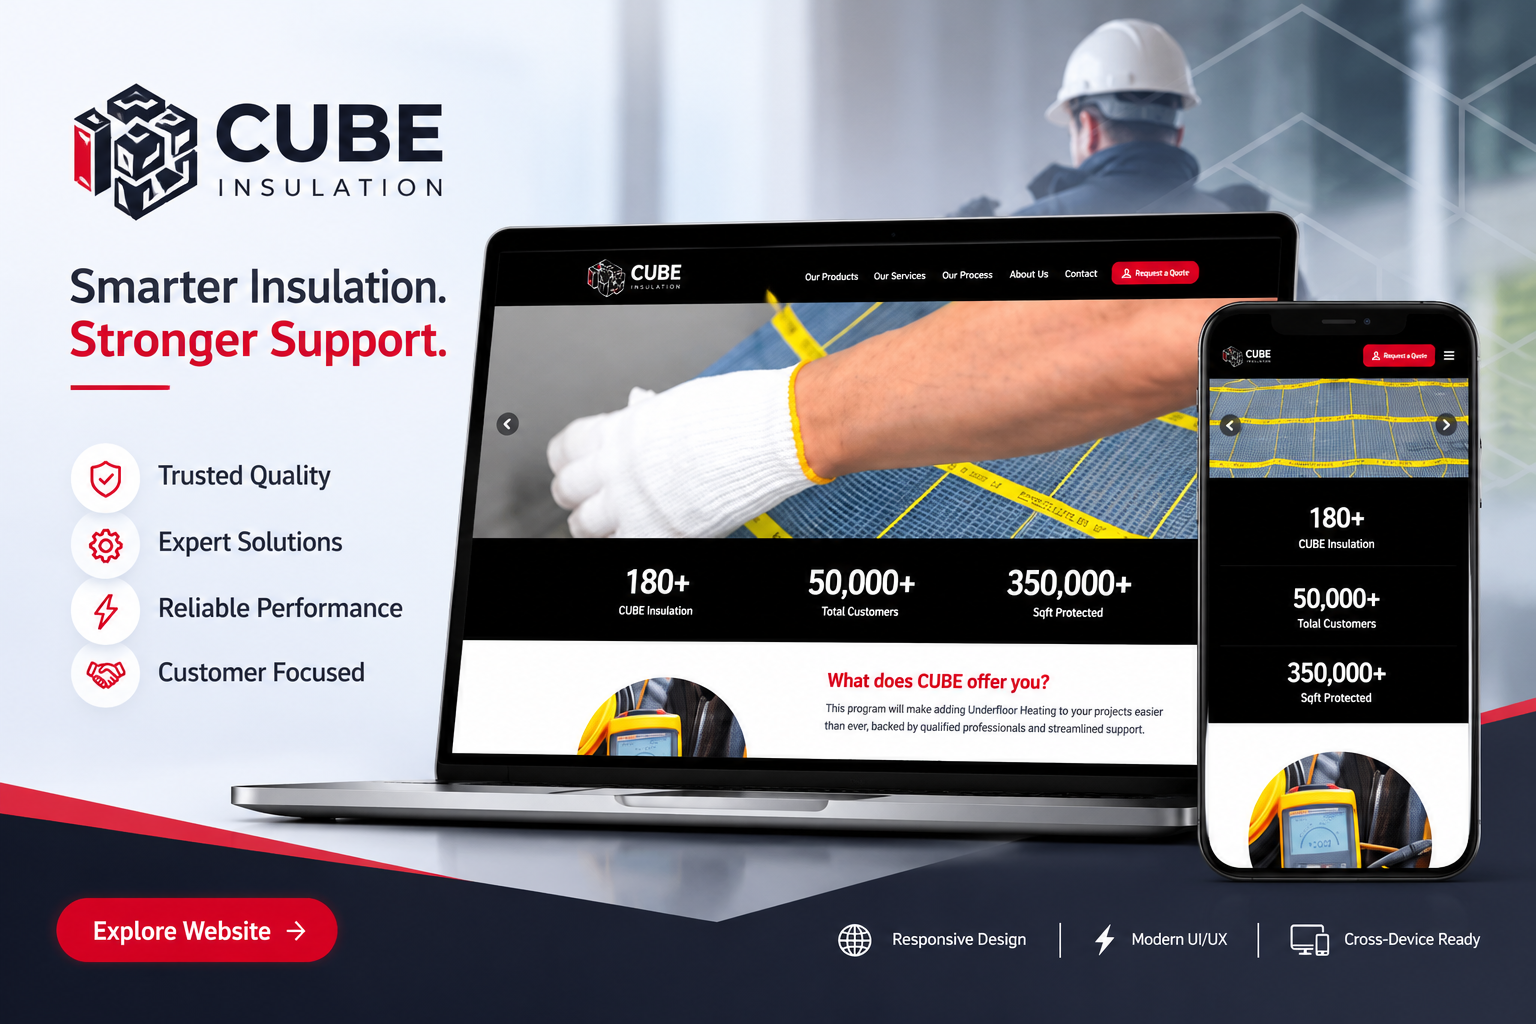 CUBE
INSULATION
Smarter Insulation.
Stronger Support.
Trusted Quality
Expert Solutions
Reliable Performance
Customer Focused
Explore Website
CUBE
INSULATION
Our Products
Our Services
Our Process
About Us
Contact
Request a Quote
180+
CUBE Insulation
50,000+
Total Customers
350,000+
Sqft Protected
What does CUBE offer you?
This program will make adding Underfloor Heating to your projects easier
than ever, backed by qualified professionals and streamlined support.
CUBE
INSULATION
Request a Quote
180+
CUBE Insulation
50,000+
Total Customers
350,000+
Sqft Protected
Responsive Design
Modern UI/UX
Cross-Device Ready